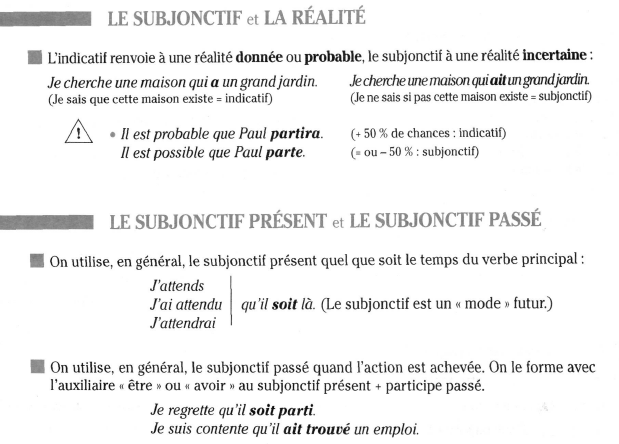 LE SUBJONCTIF et LA RÉALITÉ
L'indicatif renvoie à une réalité donnée ou probable, le subjonctif à une réalité incertaine :
Je cherche une maison qui a un grand jardin. Je cherche une maison qui ait un grand jardin.
(Je sais que cette maison existe = indicatif) (Je ne sais si pas cette maison existe = subjonctif)
! • Il est probable que Paul partira. (+ 50 % de chances : indicatif)
Il est possible que Paul parte. (= ou – 50 % : subjonctif)
LE SUBJONCTIF PRÉSENT et LE SUBJONCTIF PASSÉ
On utilise, en général, le subjonctif présent quel que soit le temps du verbe principal :
J'attends
J'ai attendu qu'il soit là. (Le subjonctif est un « mode » futur.)
J'attendrai
On utilise, en général, le subjonctif passé quand l'action est achevée. On le forme avec
l'auxiliaire « être » ou « avoir » au subjonctif présent + participe passé.
Je regrette qu'il soit parti.
Je suis contente qu'il ait trouvé un emploi.